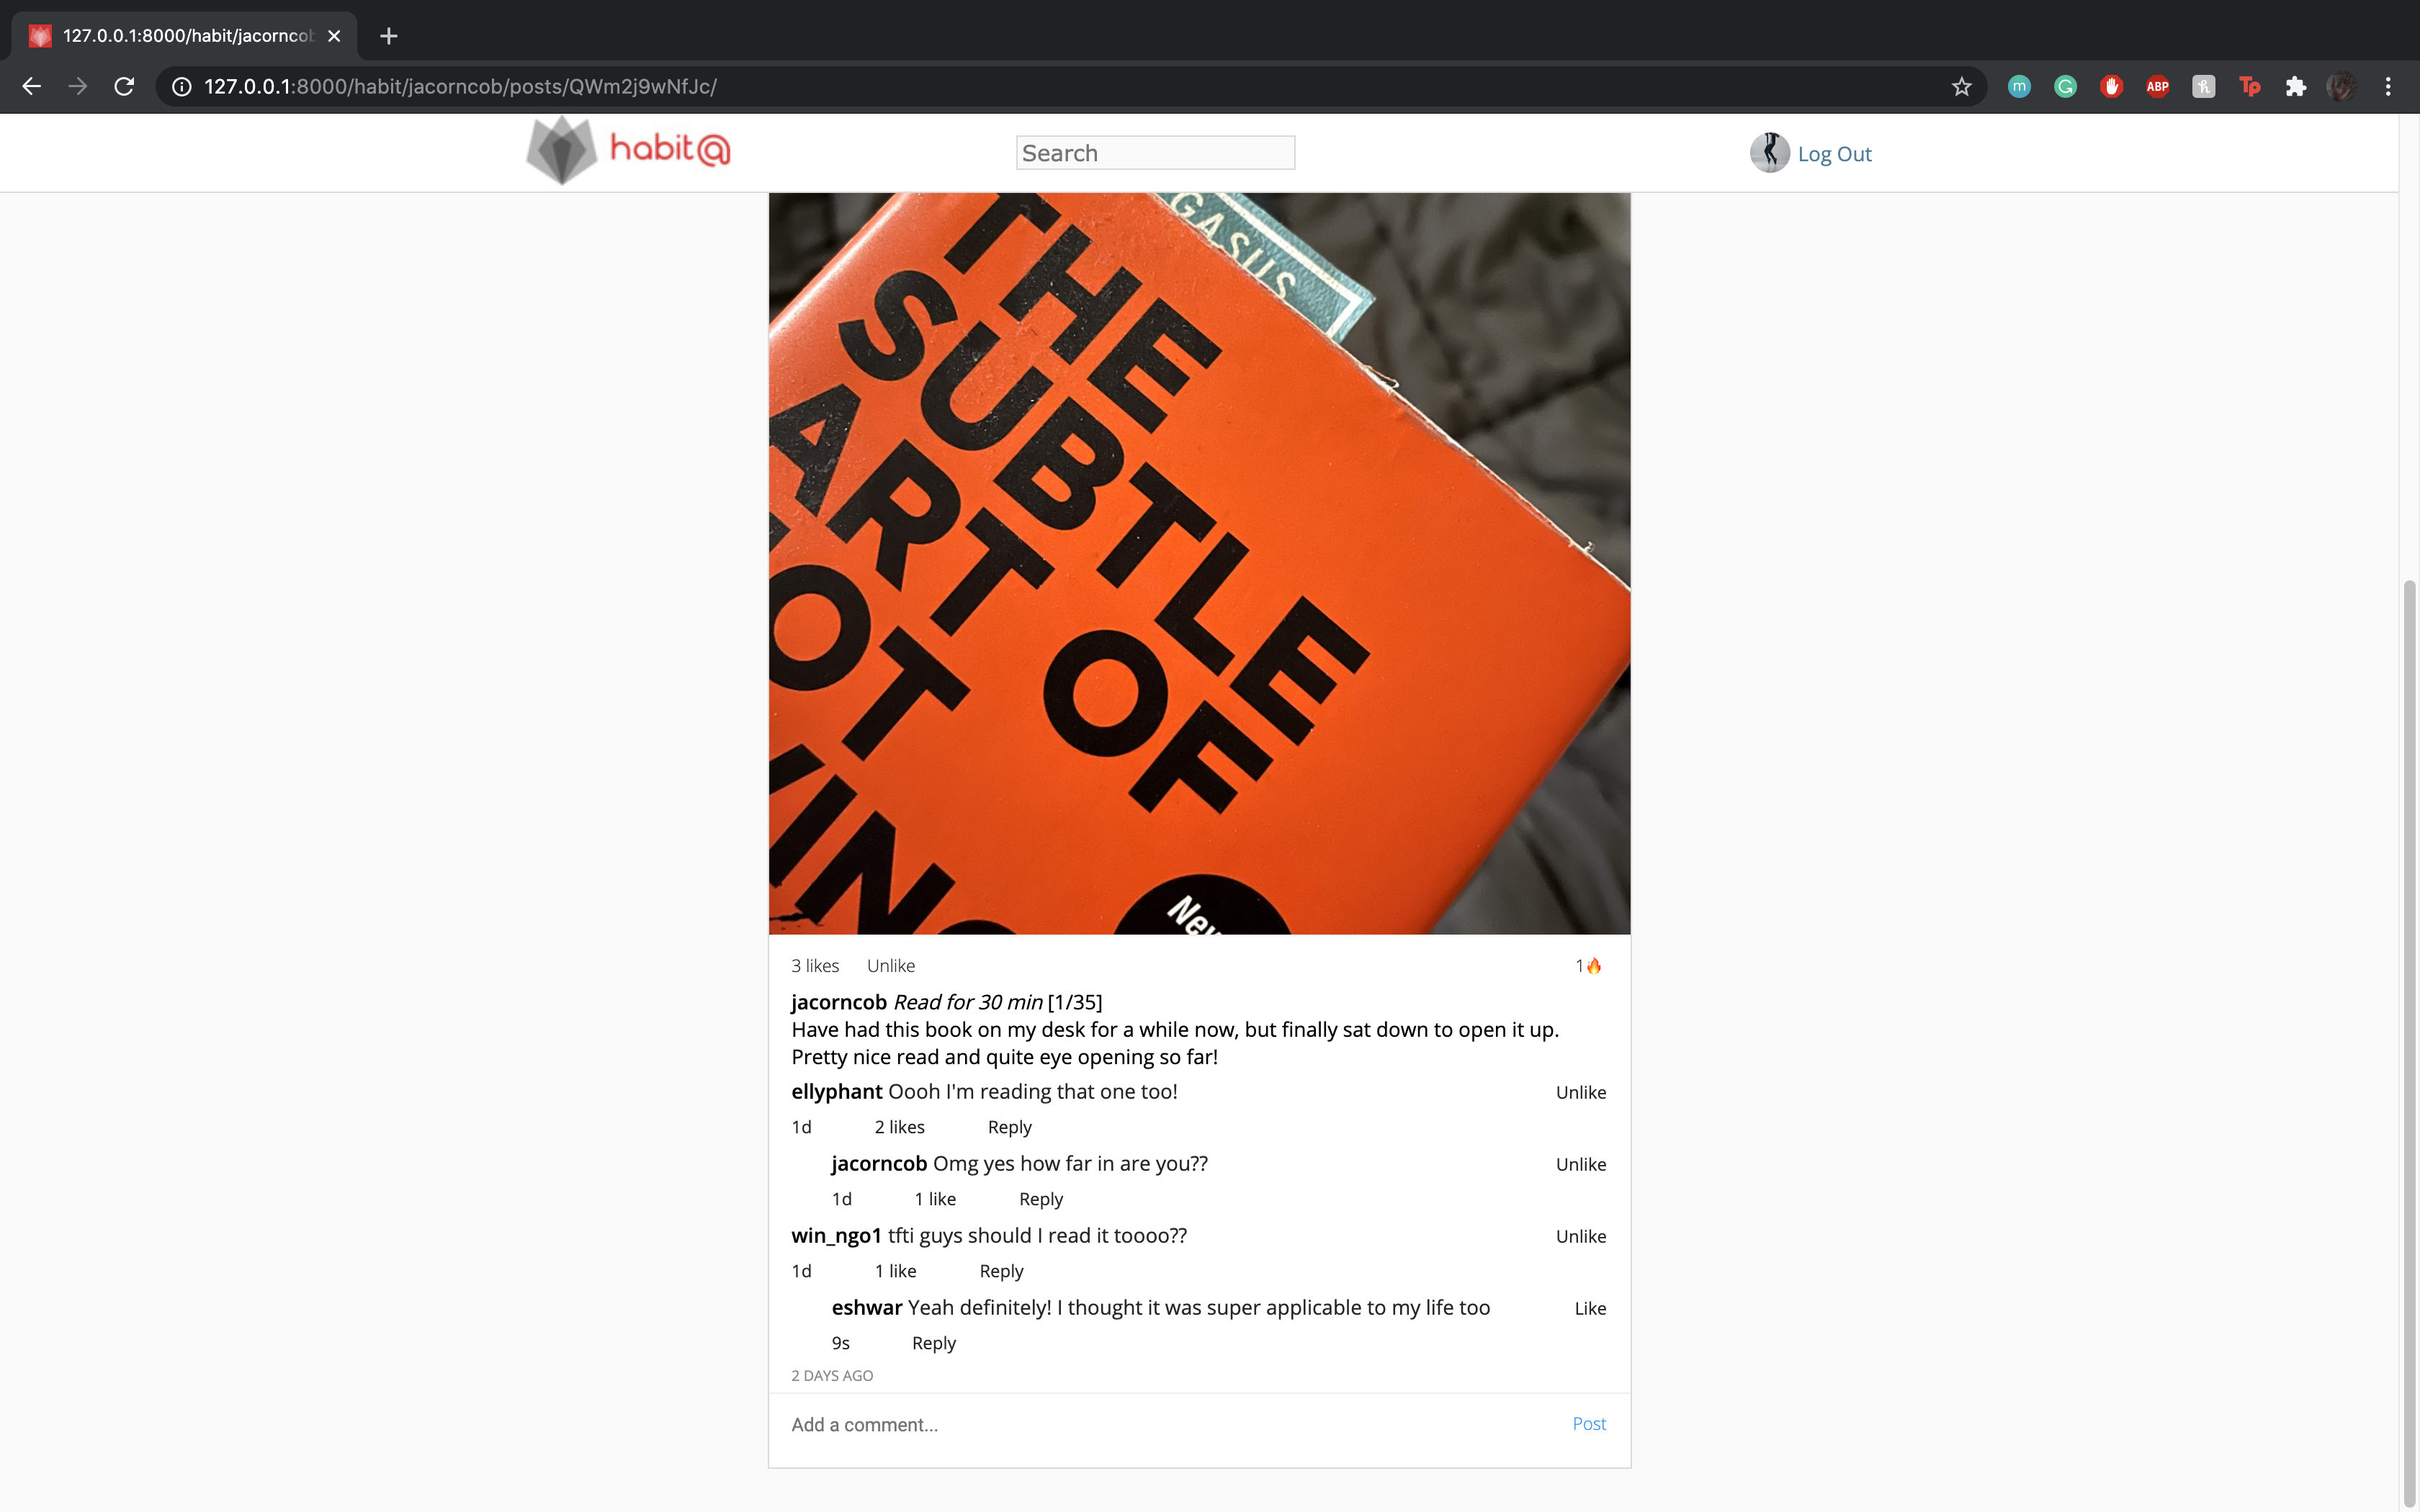 127.0.0.1:8000/habit/jacorncob
127.0.0.1:8000/habit/jacorncob/posts/QWm2j9wNfJc/
m
ABP
Tp
habit@
Search
Log Out
GASUS
THE
SUBTLE
ART OF
OT
ING
New
3 likes Unlike 1🔥
jacorncob Read for 30 min [1/35]
Have had this book on my desk for a while now, but finally sat down to open it up.
Pretty nice read and quite eye opening so far!
ellyphant Oooh I'm reading that one too! Unlike
1d 2 likes Reply
jacorncob Omg yes how far in are you?? Unlike
1d 1 like Reply
win_ngo1 tfti guys should I read it toooo?? Unlike
1d 1 like Reply
eshwar Yeah definitely! I thought it was super applicable to my life too Like
9s Reply
2 DAYS AGO
Add a comment... Post